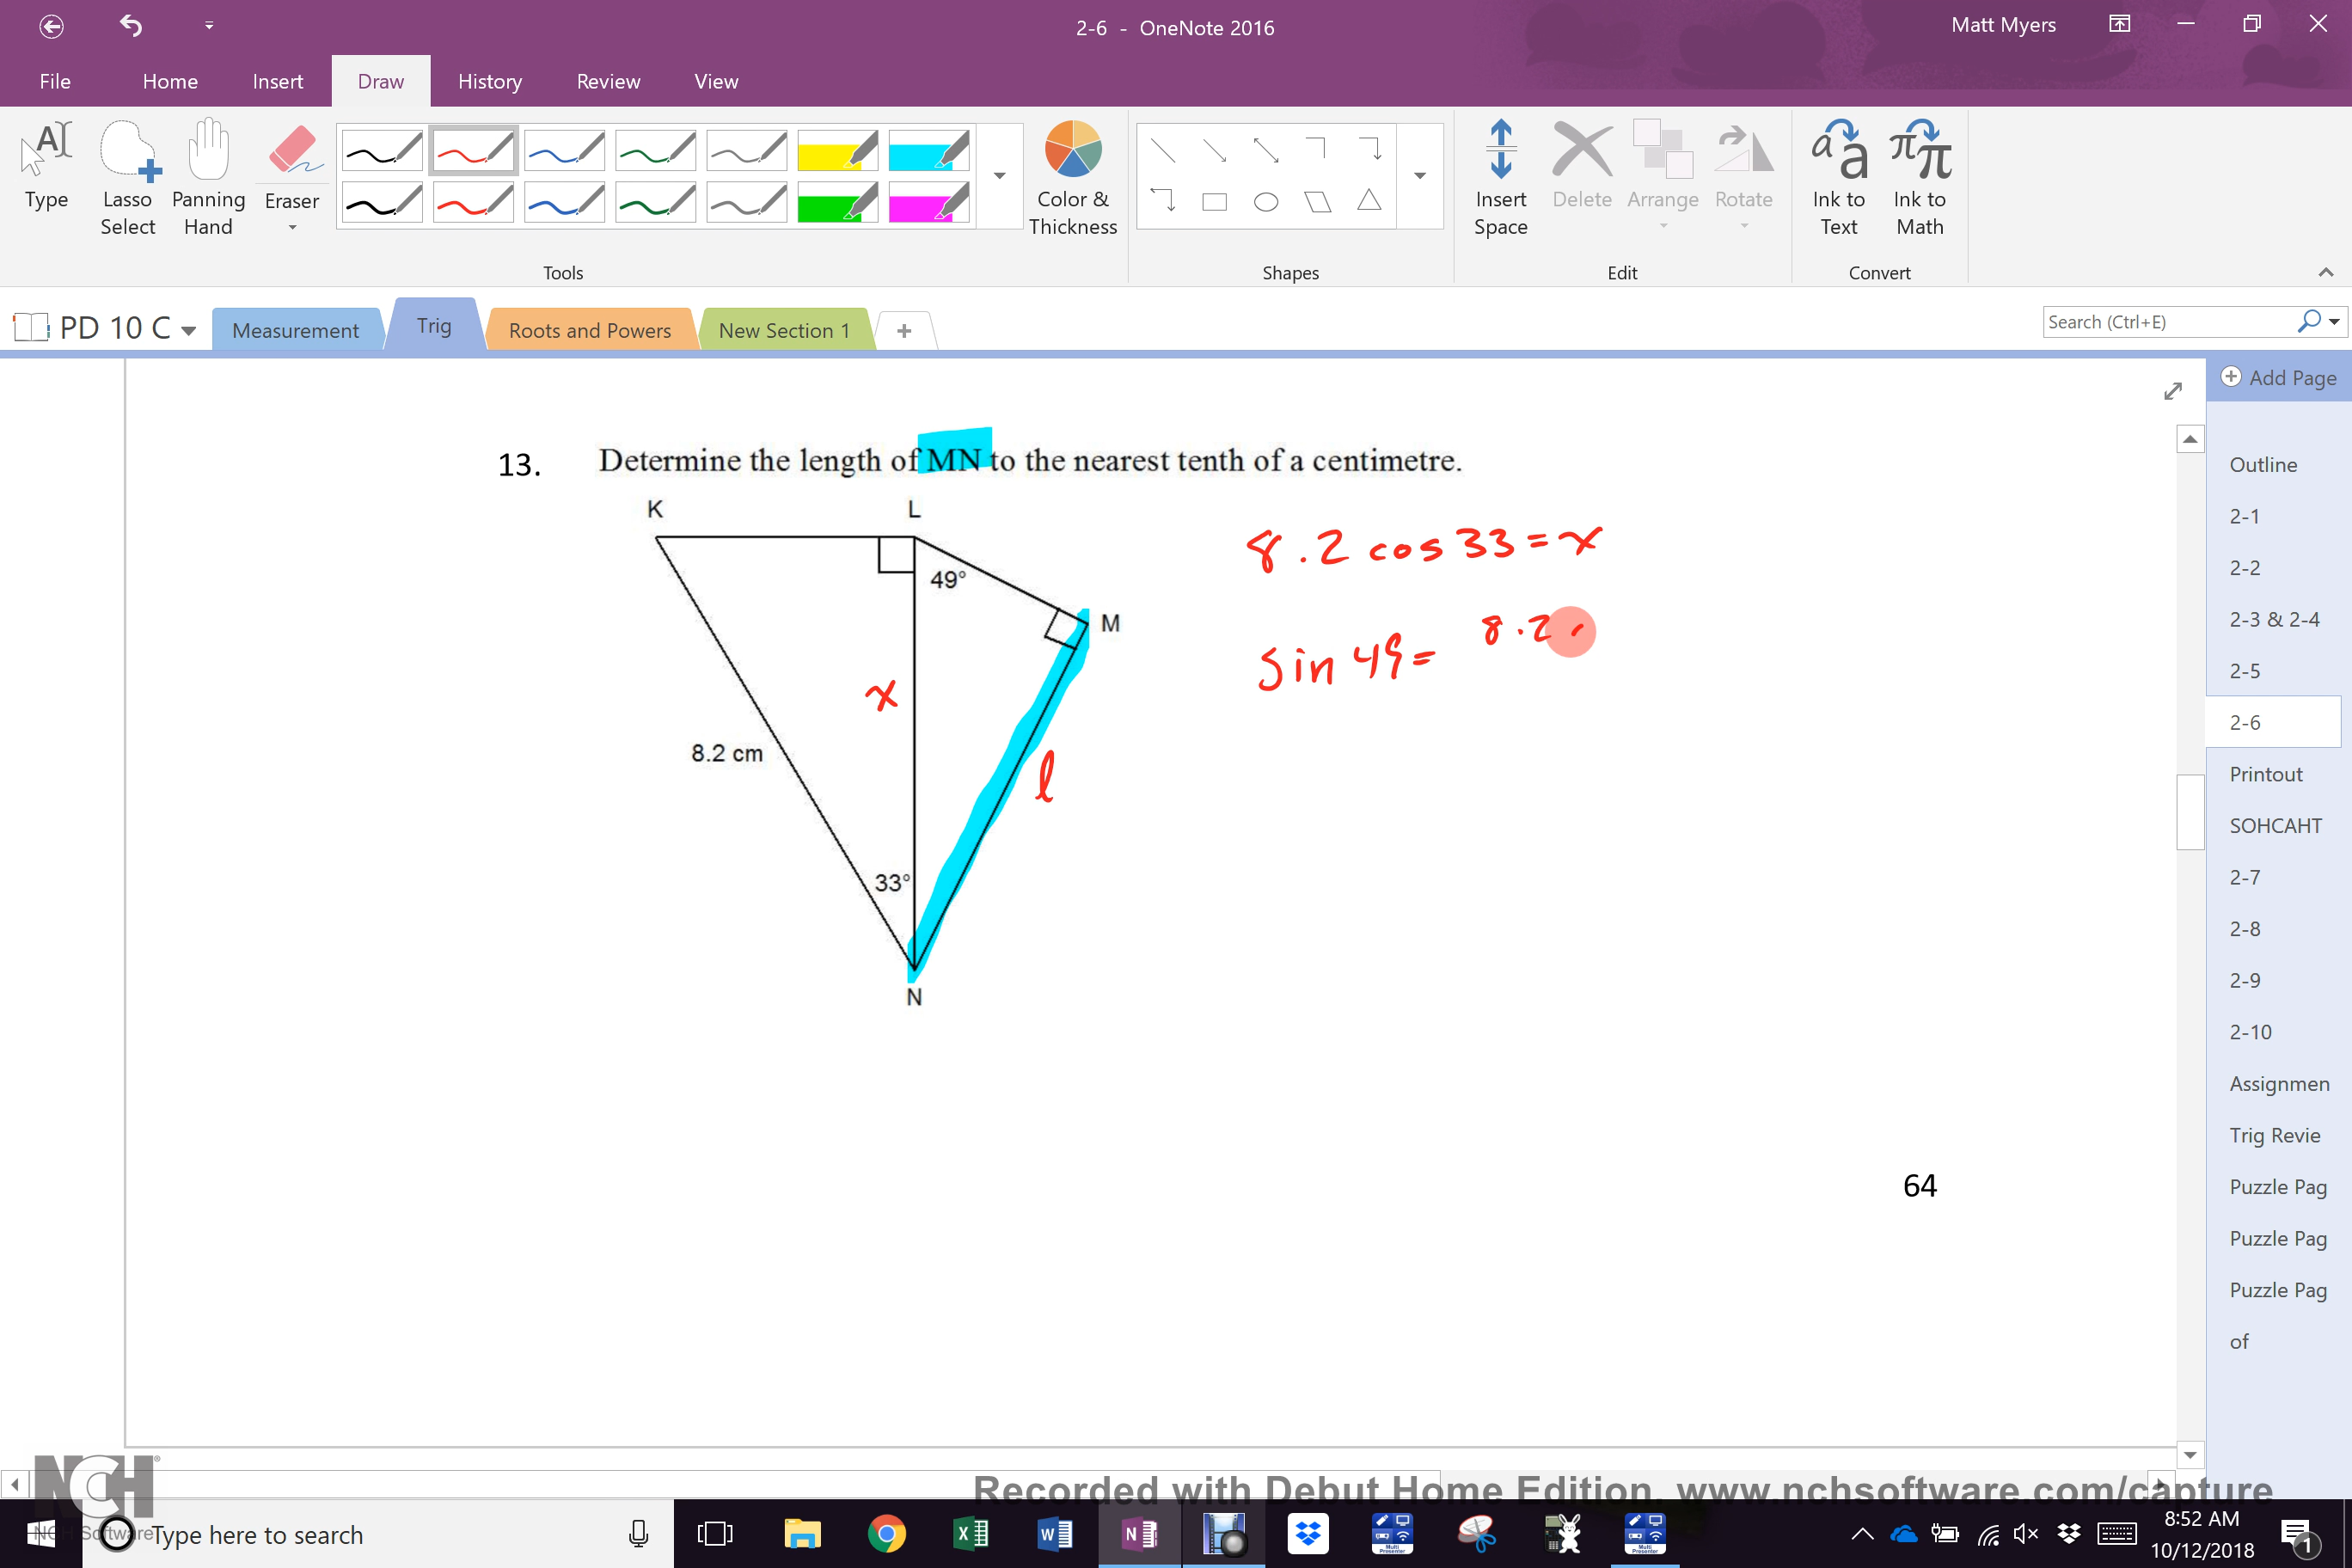 2-6 - OneNote 2016
Matt Myers
File Home Insert Draw History Review View
Type
Lasso Select
Panning Hand
Eraser
Color & Thickness
Insert Space
Delete
Arrange
Rotate
Ink to Text
Ink to Math
Tools
Shapes
Edit
Convert
PD 10 C
Measurement
Trig
Roots and Powers
New Section 1
Search (Ctrl+E)
Add Page
13. Determine the length of MN to the nearest tenth of a centimetre.
K
L
49°
M
x
8.2 cm
l
33°
N
8.2 cos 33 = x
sin 49 = 8.2
64
Outline
2-1
2-2
2-3 & 2-4
2-5
2-6
Printout
SOHCAHT
2-7
2-8
2-9
2-10
Assignmen
Trig Revie
Puzzle Pag
Puzzle Pag
Puzzle Pag
of
NCH®
NCH Software
Recorded with Debut Home Edition. www.nchsoftware.com/capture
Type here to search
8:52 AM
10/12/2018
1